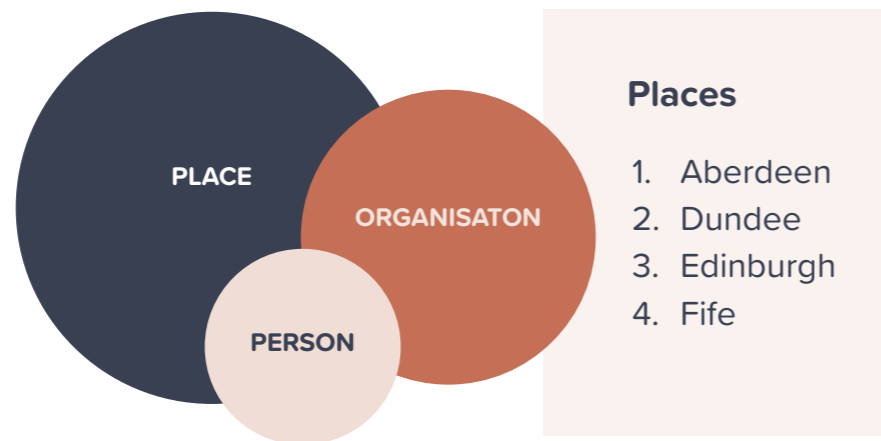 PLACE
ORGANISATON
PERSON
Places
1. Aberdeen
2. Dundee
3. Edinburgh
4. Fife